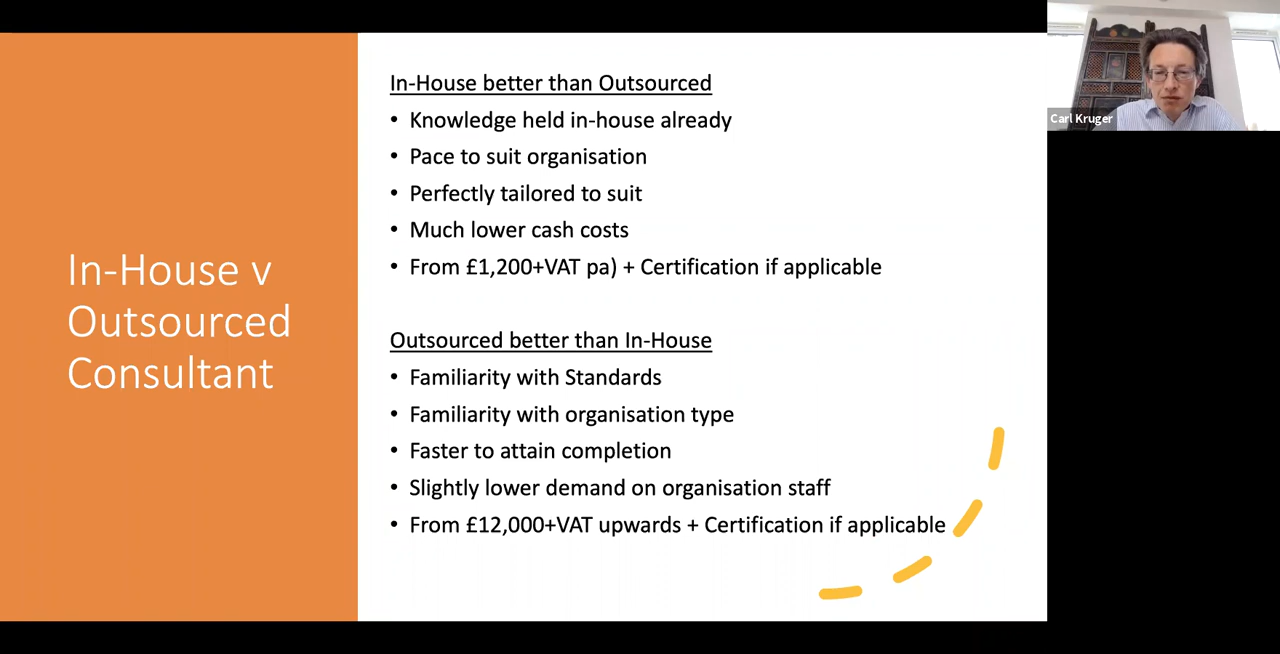 In-House v
Outsourced
Consultant
In-House better than Outsourced
• Knowledge held in-house already
• Pace to suit organisation
• Perfectly tailored to suit
• Much lower cash costs
• From £1,200+VAT pa) + Certification if applicable
Outsourced better than In-House
• Familiarity with Standards
• Familiarity with organisation type
• Faster to attain completion
• Slightly lower demand on organisation staff
• From £12,000+VAT upwards + Certification if applicable
Carl Kruger